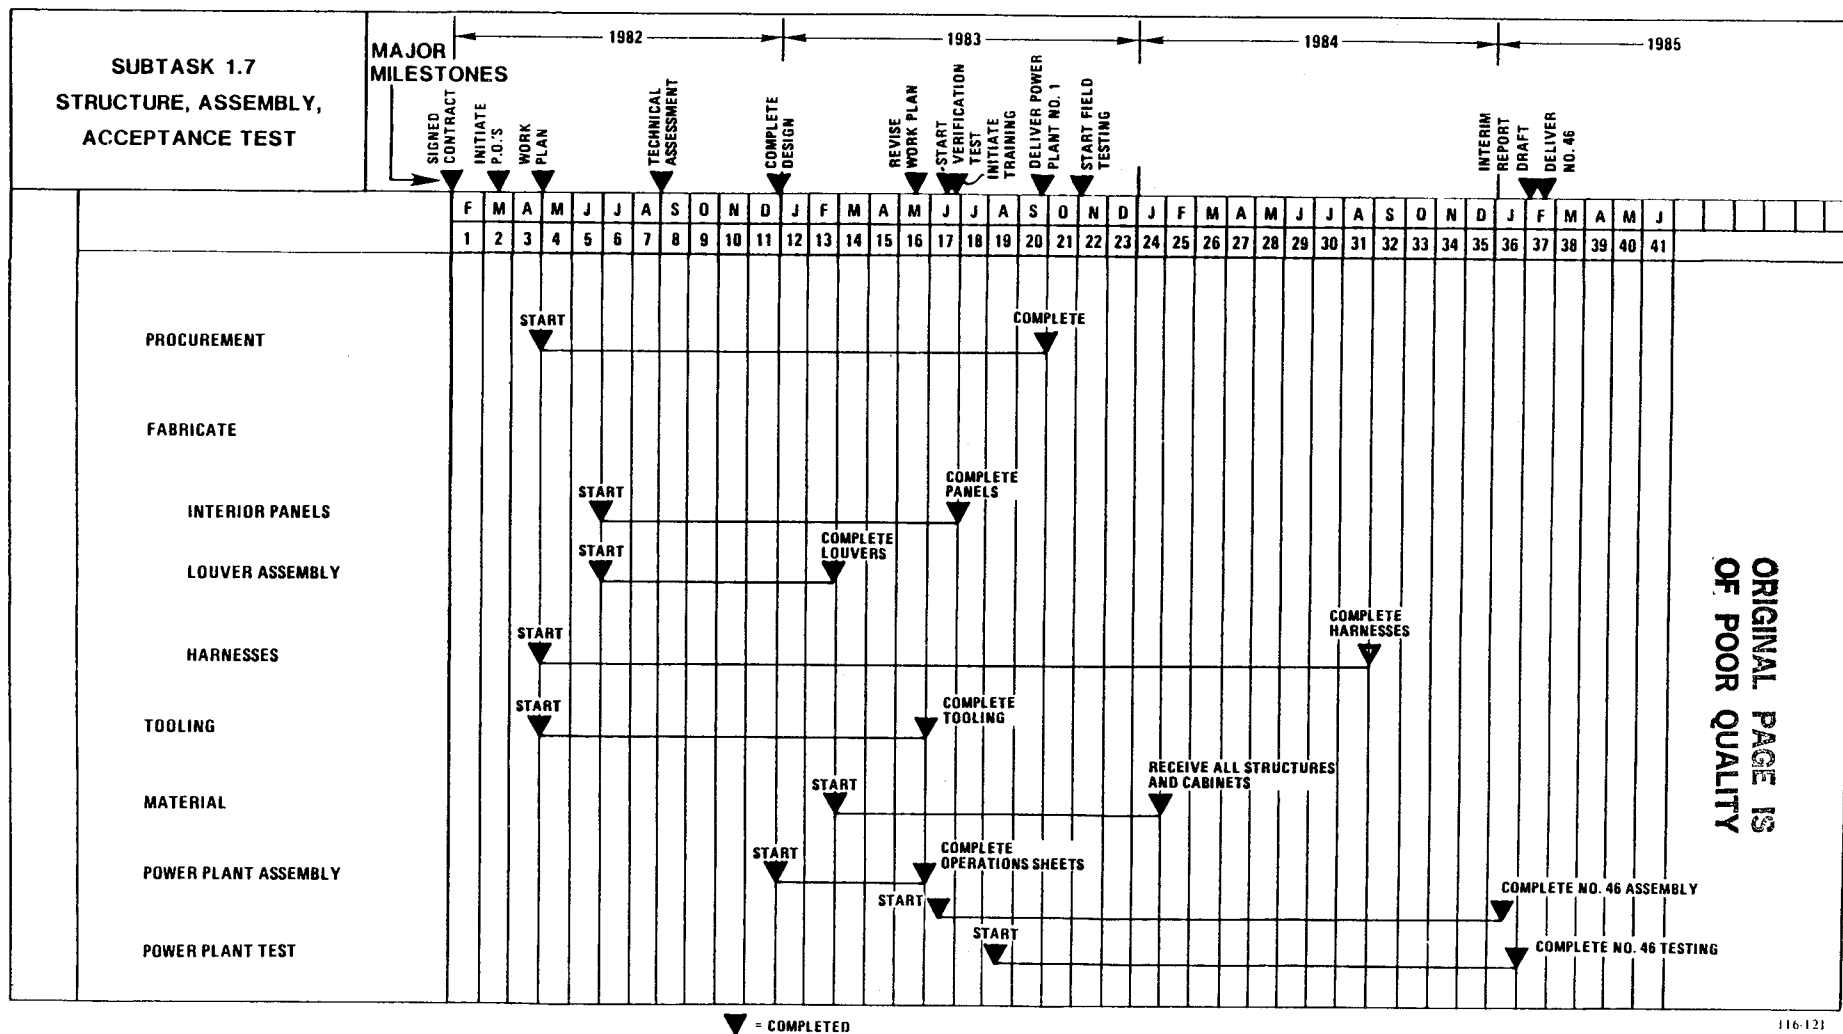 SUBTASK 1.7
STRUCTURE, ASSEMBLY,
ACCEPTANCE TEST
MAJOR
MILESTONES
1982
1983
1984
1985
SIGNED
CONTRACT
INITIATE
P.O.'S
WORK
PLAN
TECHNICAL
ASSESSMENT
COMPLETE
DESIGN
REVISE
WORK PLAN
START
VERIFICATION
TEST
INITIATE
TRAINING
DELIVER POWER
PLANT NO. 1
START FIELD
TESTING
INTERIM
REPORT
DRAFT
DELIVER
NO. 46
F M A M J J A S O N D J F M A M J J A S O N D J F M A M J J A S O N D J F M A M J
1 2 3 4 5 6 7 8 9 10 11 12 13 14 15 16 17 18 19 20 21 22 23 24 25 26 27 28 29 30 31 32 33 34 35 36 37 38 39 40 41
START COMPLETE
PROCUREMENT
FABRICATE
START COMPLETE
PANELS
INTERIOR PANELS
START COMPLETE
LOUVERS
LOUVER ASSEMBLY
START COMPLETE
HARNESSES
HARNESSES
START COMPLETE
TOOLING
TOOLING
START RECEIVE ALL STRUCTURES
AND CABINETS
MATERIAL
START COMPLETE
OPERATIONS SHEETS
POWER PLANT ASSEMBLY
START COMPLETE NO. 46 ASSEMBLY
START
POWER PLANT TEST COMPLETE NO. 46 TESTING
= COMPLETED
116-121
ORIGINAL PAGE IS
OF POOR QUALITY